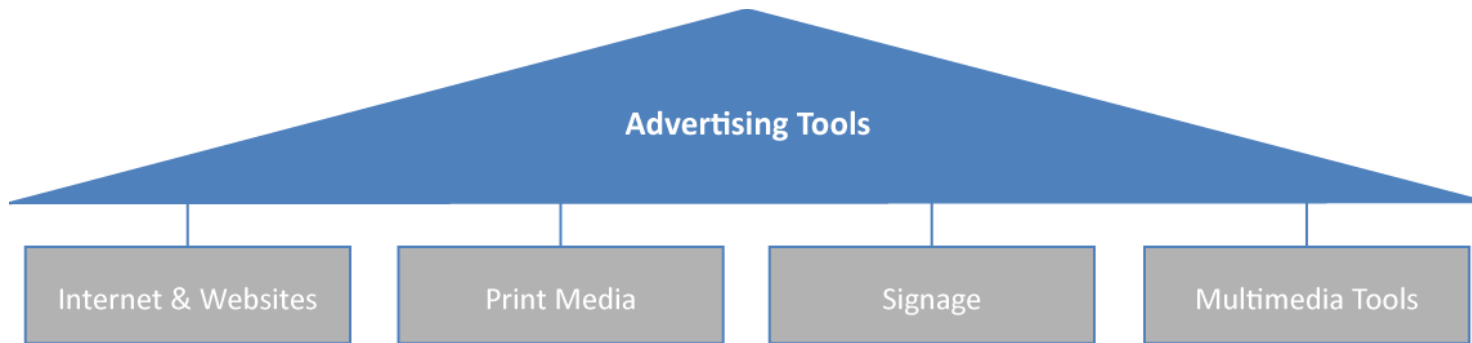 Advertising Tools
Internet & Websites
Print Media
Signage
Multimedia Tools